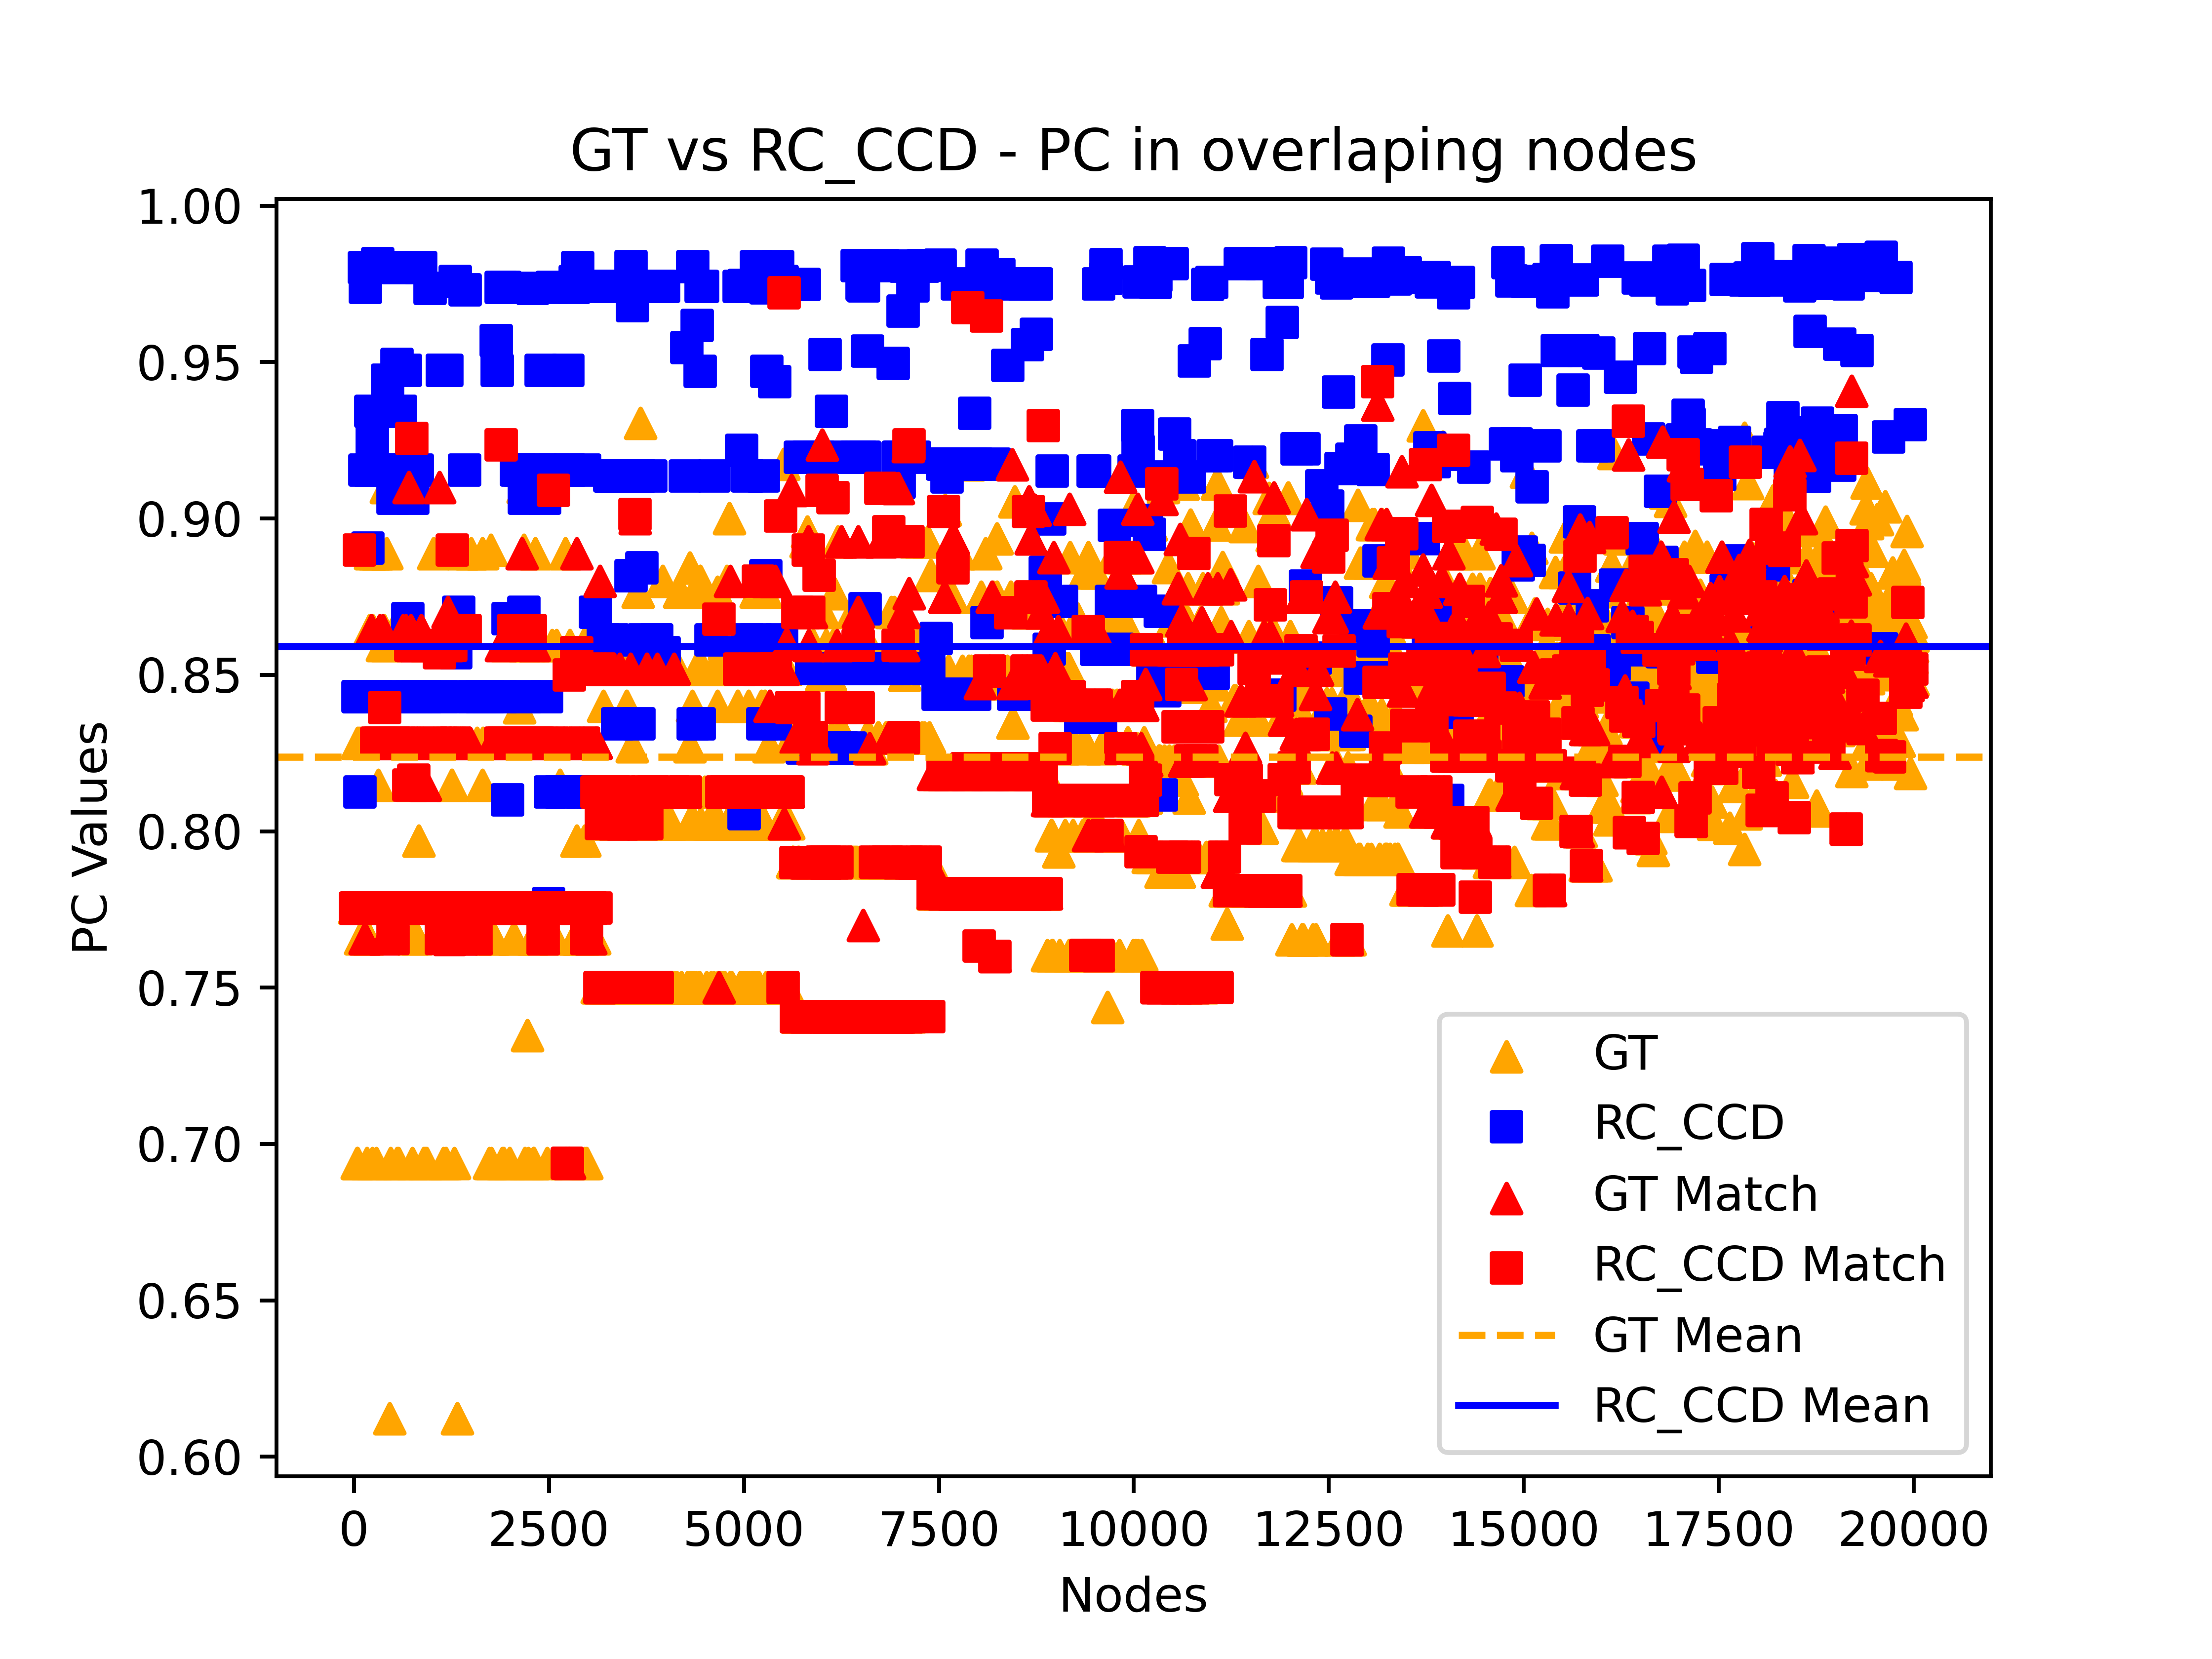 GT vs RC_CCD - PC in overlaping nodes
1.00
0.95
0.90
0.85
0.80
0.75
0.70
0.65
0.60
PC Values
0 2500 5000 7500 10000 12500 15000 17500 20000
Nodes
GT
RC_CCD
GT Match
RC_CCD Match
GT Mean
RC_CCD Mean